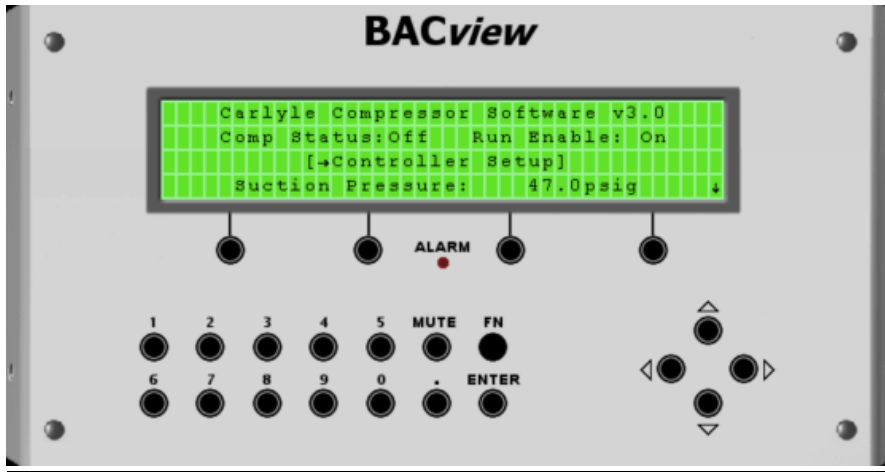 BACview
Carlyle Compressor Software v3.0
Comp Status:Off Run Enable: On
[→Controller Setup]
Suction Pressure: 47.0psig ↓
ALARM
1 2 3 4 5 MUTE FN
6 7 8 9 0 . ENTER